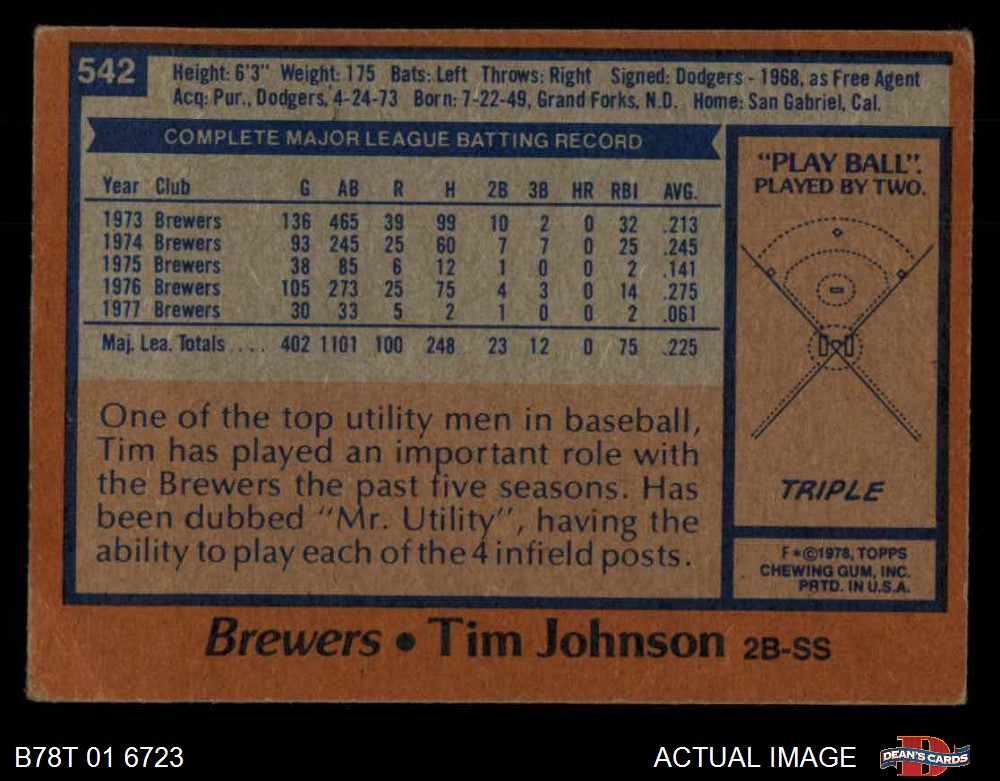 542
Height: 6'3" Weight: 175 Bats: Left Throws: Right Signed: Dodgers - 1968, as Free Agent
Acq: Pur., Dodgers, 4-24-73 Born: 7-22-49, Grand Forks, N.D. Home: San Gabriel, Cal.
COMPLETE MAJOR LEAGUE BATTING RECORD
Year Club G AB R H 2B 3B HR RBI AVG.
1973 Brewers 136 465 39 99 10 2 0 32 .213
1974 Brewers 93 245 25 60 7 7 0 25 .245
1975 Brewers 38 85 6 12 1 0 0 2 .141
1976 Brewers 105 273 25 75 4 3 0 14 .275
1977 Brewers 30 33 5 2 1 0 0 2 .061
Maj. Lea. Totals .... 402 1101 100 248 23 12 0 75 .225
One of the top utility men in baseball,
Tim has played an important role with
the Brewers the past five seasons. Has
been dubbed "Mr. Utility", having the
ability to play each of the 4 infield posts.
"PLAY BALL".
PLAYED BY TWO.
TRIPLE
F*©1978, TOPPS
CHEWING GUM, INC.
PRTD. IN U.S.A.
Brewers • Tim Johnson 2B-SS
B78T 01 6723
ACTUAL IMAGE
DEAN'S CARDS